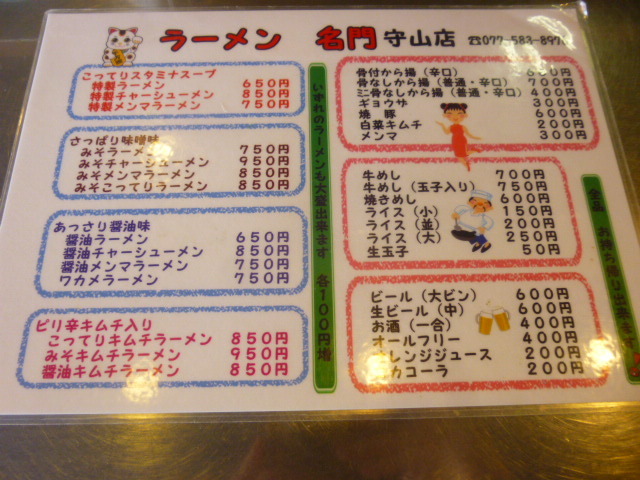 ラーメン 名門 守山店 ☎077-583-897
こってりスタミナスープ
特製ラーメン 650円
特製チャーシューメン 850円
特製メンマラーメン 750円
さっぱり味噌味
みそラーメン 750円
みそチャーシューメン 950円
みそメンマラーメン 850円
みそこってりラーメン 850円
あっさり醤油味
醤油ラーメン 650円
醤油チャーシューメン 850円
醤油メンマラーメン 750円
ワカメラーメン 750円
ピリ辛キムチ入り
こってりキムチラーメン 850円
みそキムチラーメン 950円
醤油キムチラーメン 850円
いずれのラーメンも大盛出来ます 各100円増
骨付から揚（辛口） 円
骨なしから揚（普通・辛口） 700円
ミニ骨なしから揚（普通・辛口） 400円
ギョウザ 300円
焼 豚 600円
白菜キムチ 200円
メンマ 300円
牛めし 700円
牛めし（玉子入り） 750円
焼きめし 600円
ライス（小） 150円
ライス（並） 200円
ライス（大） 250円
生玉子 50円
ビール（大ビン） 600円
生ビール（中） 600円
お酒（一合） 400円
オールフリー 400円
レンジジュース 200円
カコーラ 200円
お持ち帰り出来ます